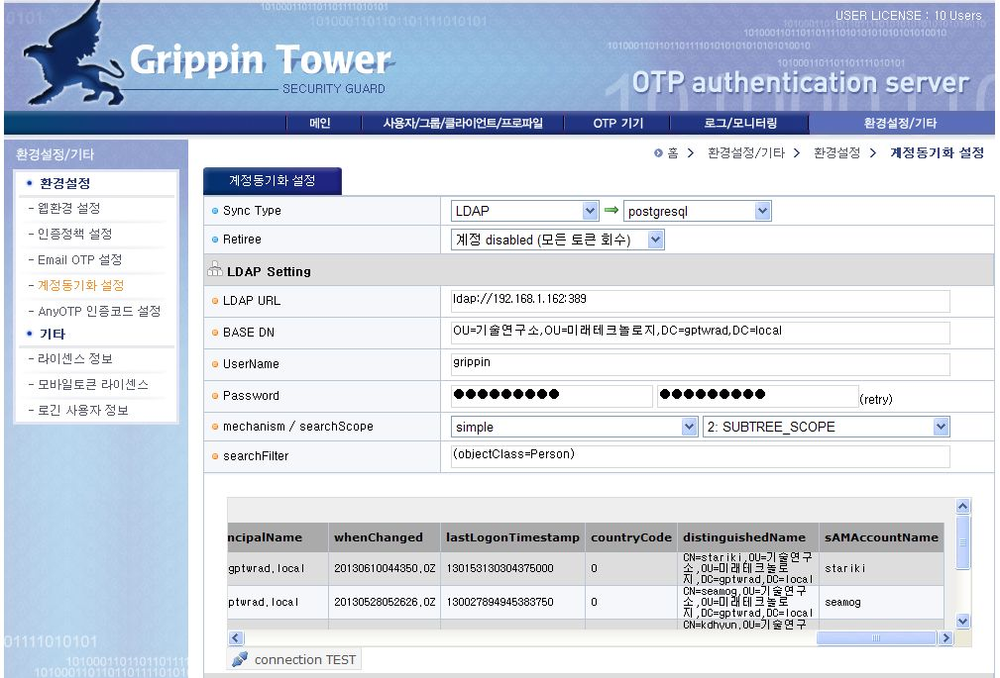 USER LICENSE : 10 Users
Grippin Tower
SECURITY GUARD
OTP authentication server
메인 사용자/그룹/클라이언트/프로파일 OTP 기기 로그/모니터링 환경설정/기타
환경설정/기타
홈 환경설정/기타 환경설정 계정동기화 설정
환경설정
- 웹환경 설정
- 인증정책 설정
- Email OTP 설정
- 계정동기화 설정
- AnyOTP 인증코드 설정
기타
- 라이센스 정보
- 모바일토큰 라이센스
- 로긴 사용자 정보
계정동기화 설정
Sync Type LDAP postgresql
Retiree 계정 disabled (모든 토큰 회수)
LDAP Setting
LDAP URL ldap://192.168.1.162:389
BASE DN OU=기술연구소,OU=미래테크놀로지,DC=gptwrad,DC=local
UserName grippin
Password ●●●●●●●●● ●●●●●●●●● (retry)
mechanism / searchScope simple 2: SUBTREE_SCOPE
searchFilter (objectClass=Person)
ncipalName whenChanged lastLogonTimestamp countryCode distinguishedName sAMAccountName
gptwrad.local 20130610044350.0Z 130153130304375000 0 CN=stariki,OU=기술연구
소,OU=미래테크놀로
지,DC=gptwrad,DC=local
stariki
ptwrad.local 20130528052626.0Z 130027894945383750 0 CN=seamog,OU=기술연구
소,OU=미래테크놀로
지,DC=gptwrad,DC=local
seamog
CN=kdhyun,OU=기술연구
connection TEST